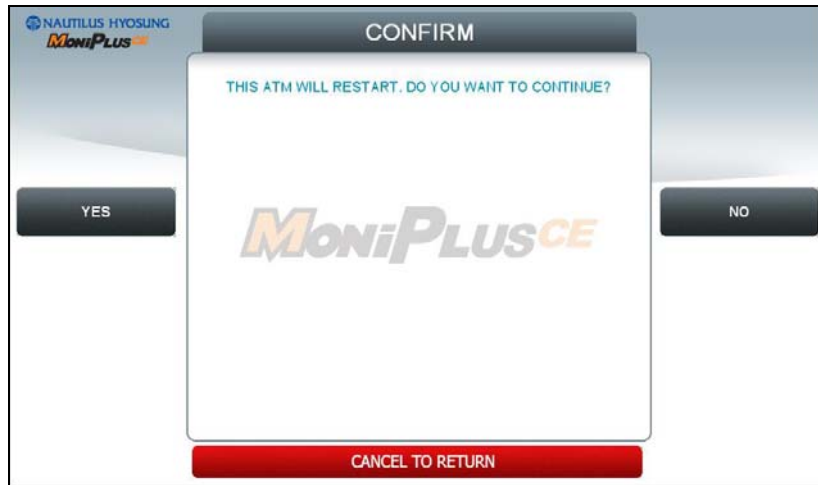 NAUTILUS HYOSUNG
MONiPLUS CE
CONFIRM
THIS ATM WILL RESTART. DO YOU WANT TO CONTINUE?
YES
NO
MONiPLUSCE
CANCEL TO RETURN